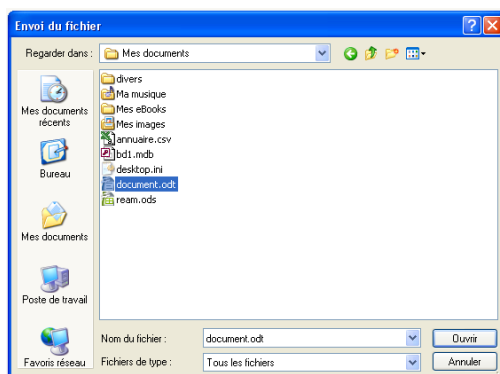 Envoi du fichier
Regarder dans :
Mes documents
Mes documents
récents
Bureau
Mes documents
Poste de travail
Favoris réseau
divers
Ma musique
Mes eBooks
Mes images
annuaire.csv
bd1.mdb
desktop.ini
document.odt
ream.ods
Nom du fichier :
document.odt
Ouvrir
Fichiers de type :
Tous les fichiers
Annuler